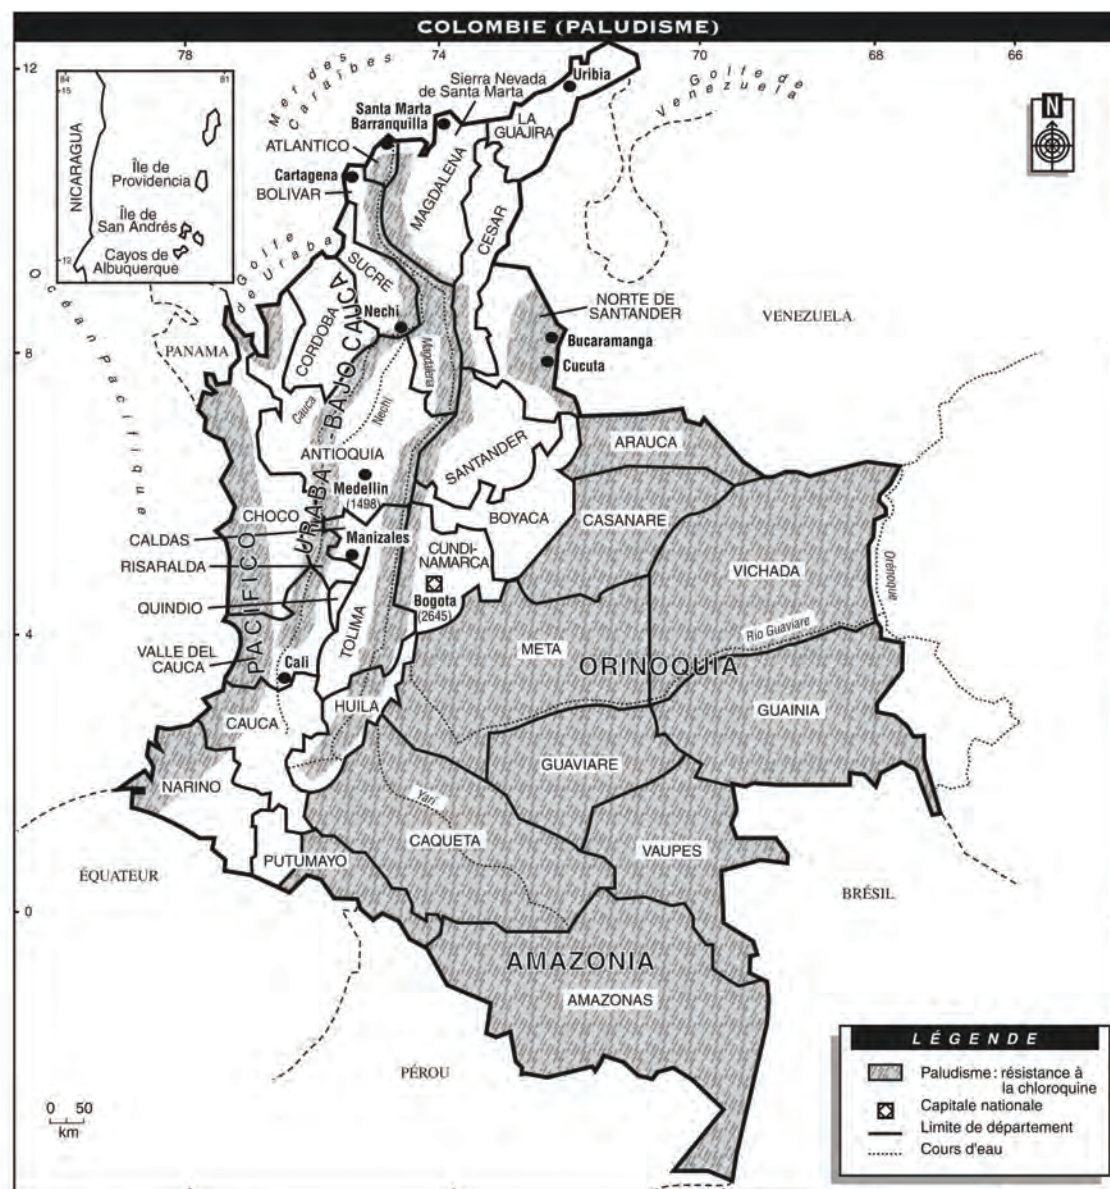 COLOMBIE (PALUDISME)
78
74
70
68
66
12
8
4
0
84
15
81
12
NICARAGUA
Île de
Providencia
Île de
San Andrés
Cayos de
Albuquerque
Mer des
Caraïbes
Golfe de
Venezuela
Golfe
de Uraba
Océan Pacifique
N
Sierra Nevada
de Santa Marta
Uribia
Santa Marta
Barranquilla
LA
GUAJIRA
ATLANTICO
Cartagena
BOLIVAR
MAGDALENA
CESAR
SUCRE
CORDOBA
Nechi
Magdalena
NORTE DE
SANTANDER
Bucaramanga
Cucuta
VENEZUELA
PANAMA
URABA - BAJO CAUCA
Cauca
Nechi
ANTIOQUIA
Medellin
(1498)
SANTANDER
ARAUCA
BOYACA
CASANARE
CHOCO
CALDAS
Manizales
RISARALDA
CUNDI-
NAMARCA
VICHADA
Orénoque
QUINDIO
Bogota
(2645)
PACIFICO
TOLIMA
Rio Guaviare
VALLE DEL
CAUCA
Cali
META
ORINOQUIA
HUILA
CAUCA
GUAINIA
GUAVIARE
NARINO
Yari
CAQUETA
VAUPES
PUTUMAYO
ÉQUATEUR
BRÉSIL
AMAZONIA
AMAZONAS
PÉROU
0 50
km
LÉGENDE
Paludisme : résistance à
la chloroquine
Capitale nationale
Limite de département
Cours d'eau